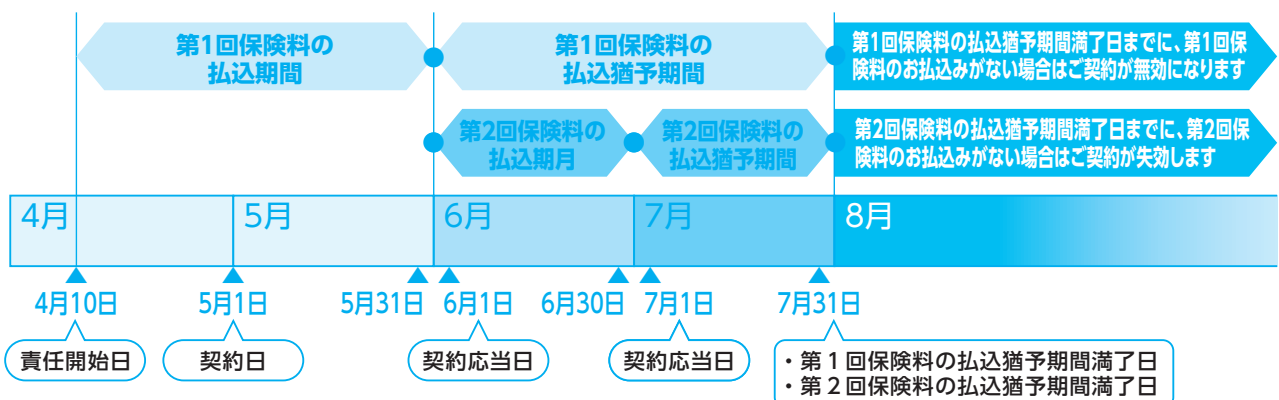 第1回保険料の
払込期間
第1回保険料の
払込猶予期間
第1回保険料の払込猶予期間満了日までに、第1回保
険料のお払込みがない場合はご契約が無効になります
第2回保険料の
払込期月
第2回保険料の
払込猶予期間
第2回保険料の払込猶予期間満了日までに、第2回保
険料のお払込みがない場合はご契約が失効します
4月
5月
6月
7月
8月
4月10日
5月1日
5月31日
6月1日
6月30日
7月1日
7月31日
責任開始日
契約日
契約応当日
契約応当日
・第1回保険料の払込猶予期間満了日
・第2回保険料の払込猶予期間満了日